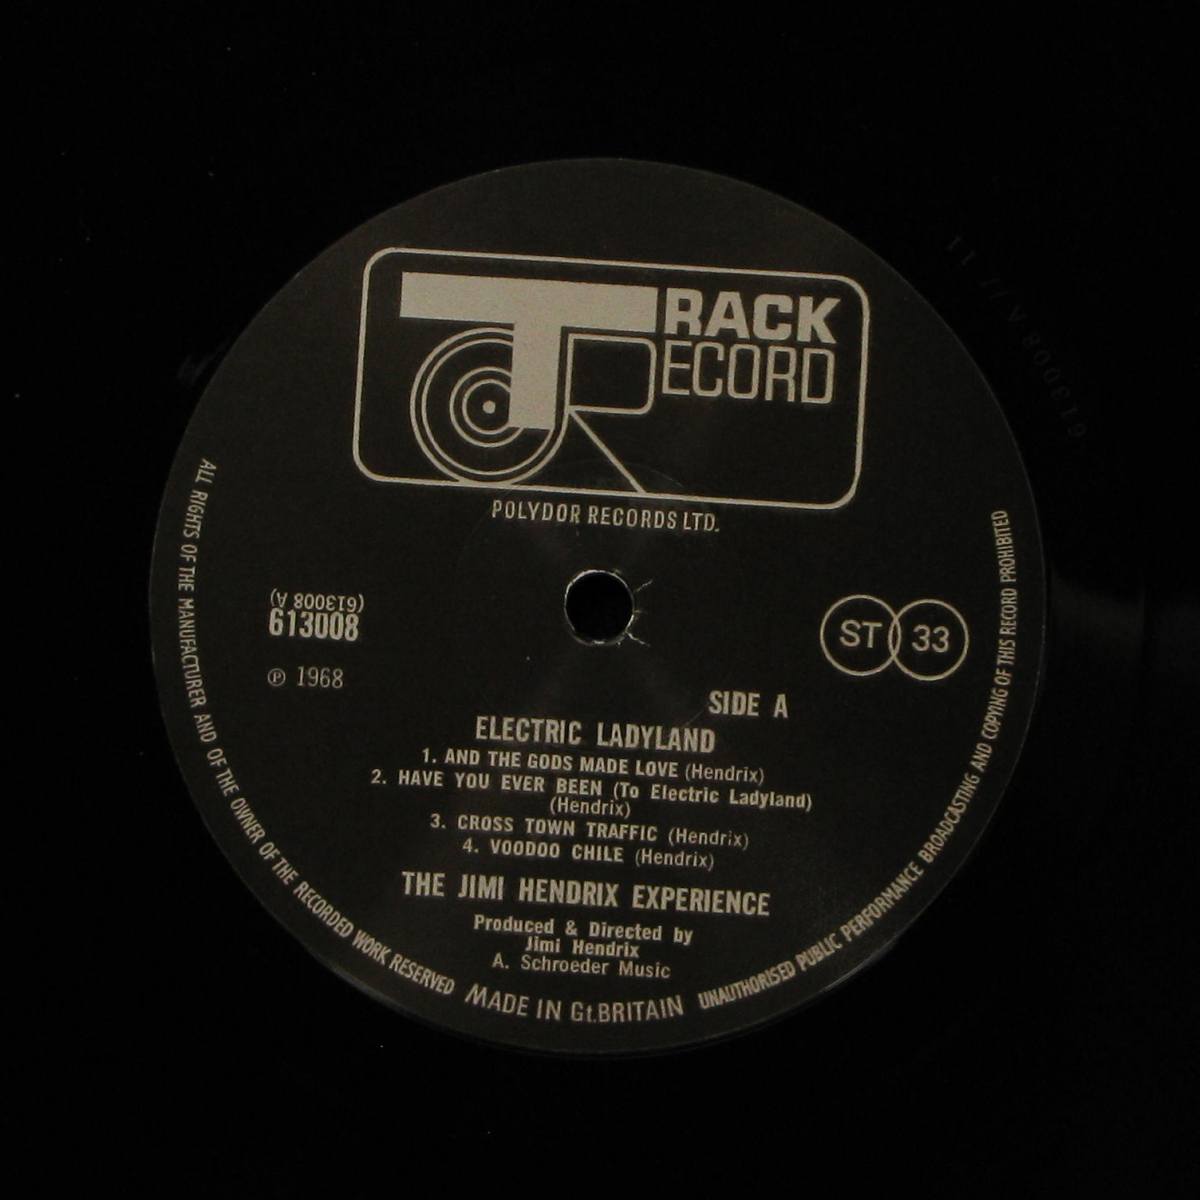 TRACK
RECORD
POLYDOR RECORDS LTD.
(613008 A)
613008
℗ 1968
ST 33
SIDE A
ELECTRIC LADYLAND
1. AND THE GODS MADE LOVE (Hendrix)
2. HAVE YOU EVER BEEN (To Electric Ladyland)
(Hendrix)
3. CROSS TOWN TRAFFIC (Hendrix)
4. VOODOO CHILE (Hendrix)
THE JIMI HENDRIX EXPERIENCE
Produced & Directed by
Jimi Hendrix
A. Schroeder Music
ALL RIGHTS OF THE MANUFACTURER AND OF THE OWNER OF THE RECORDED WORK RESERVED
MADE IN Gt.BRITAIN
UNAUTHORISED PUBLIC PERFORMANCE BROADCASTING AND COPYING OF THIS RECORD PROHIBITED